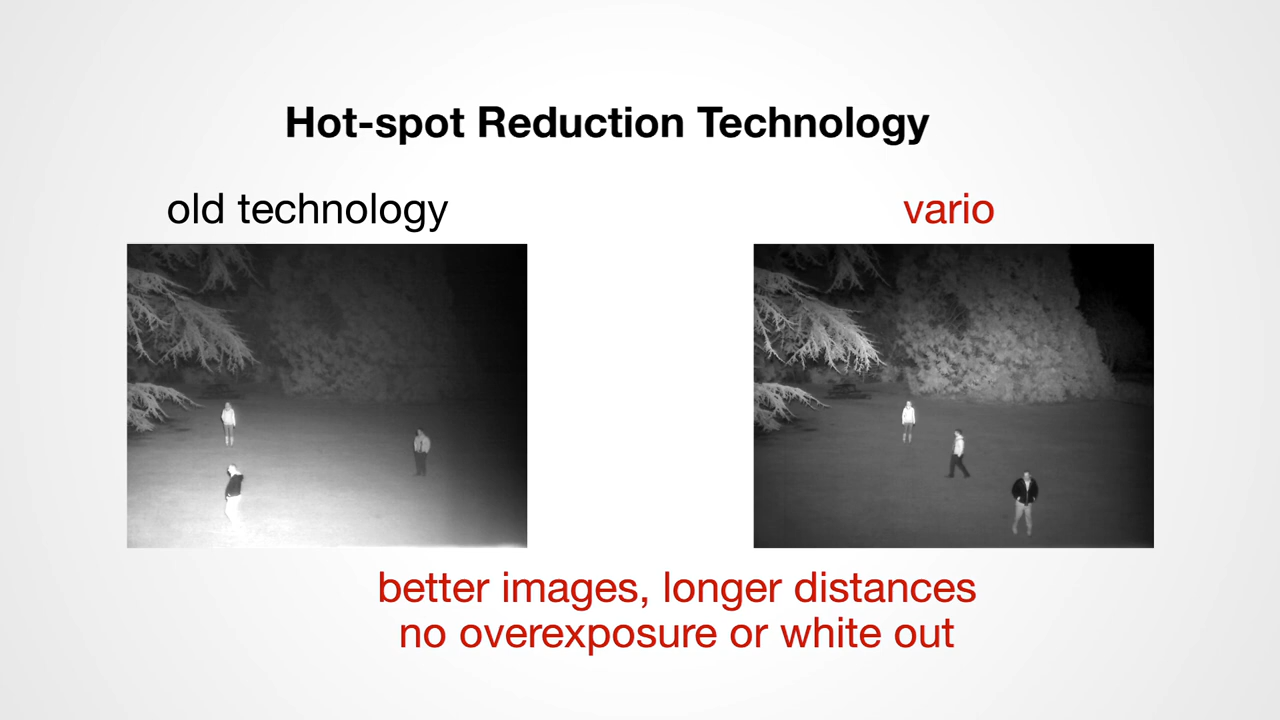 Hot-spot Reduction Technology
old technology
vario
better images, longer distances
no overexposure or white out